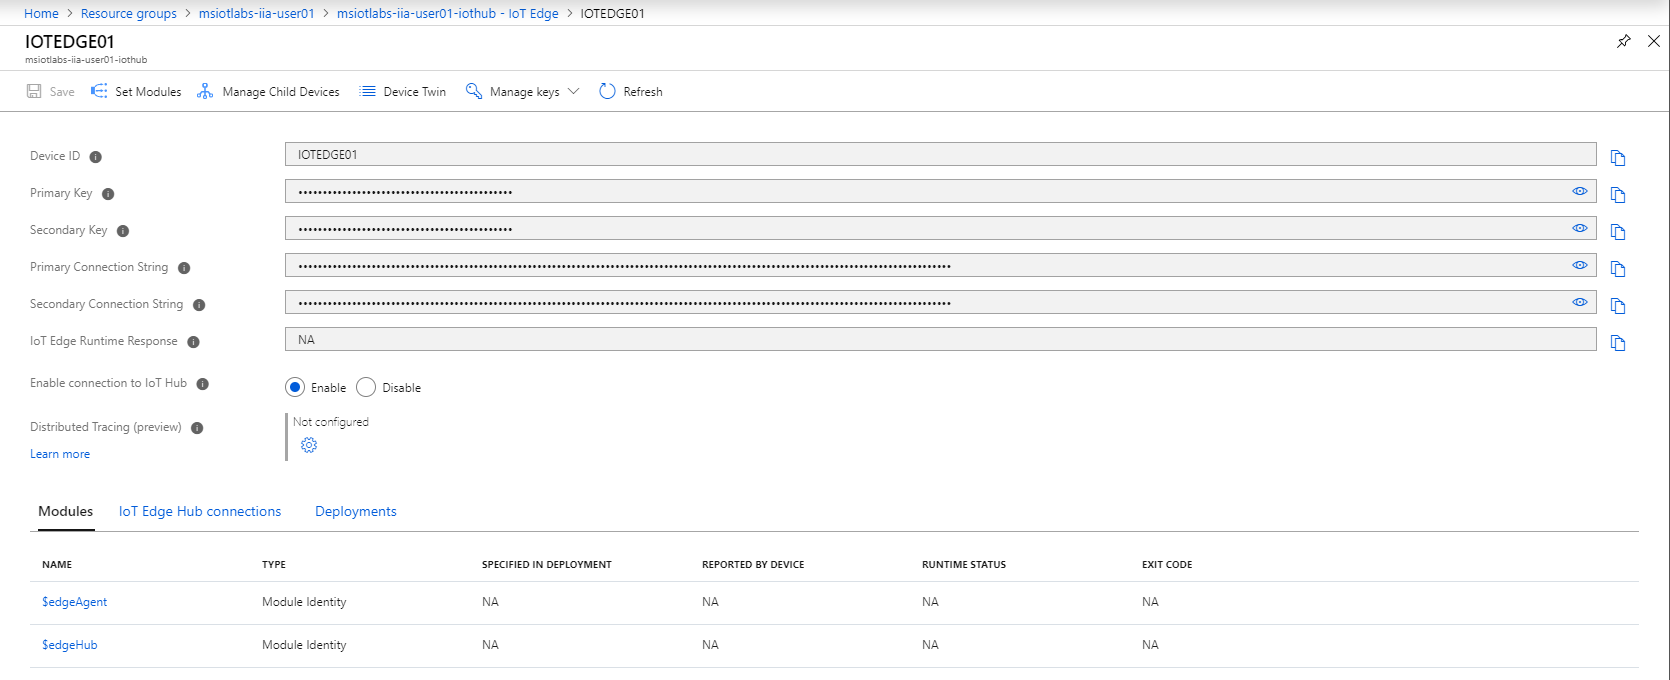 Home > Resource groups > msiotlabs-iia-user01 > msiotlabs-iia-user01-iothub - IoT Edge > IOTEDGE01
IOTEDGE01
msiotlabs-iia-user01-iothub
Save Set Modules Manage Child Devices Device Twin Manage keys Refresh
Device ID IOTEDGE01
Primary Key
Secondary Key
Primary Connection String
Secondary Connection String
IoT Edge Runtime Response NA
Enable connection to IoT Hub Enable Disable
Distributed Tracing (preview) Not configured
Learn more
Modules IoT Edge Hub connections Deployments
NAME TYPE SPECIFIED IN DEPLOYMENT REPORTED BY DEVICE RUNTIME STATUS EXIT CODE
$edgeAgent Module Identity NA NA NA NA
$edgeHub Module Identity NA NA NA NA